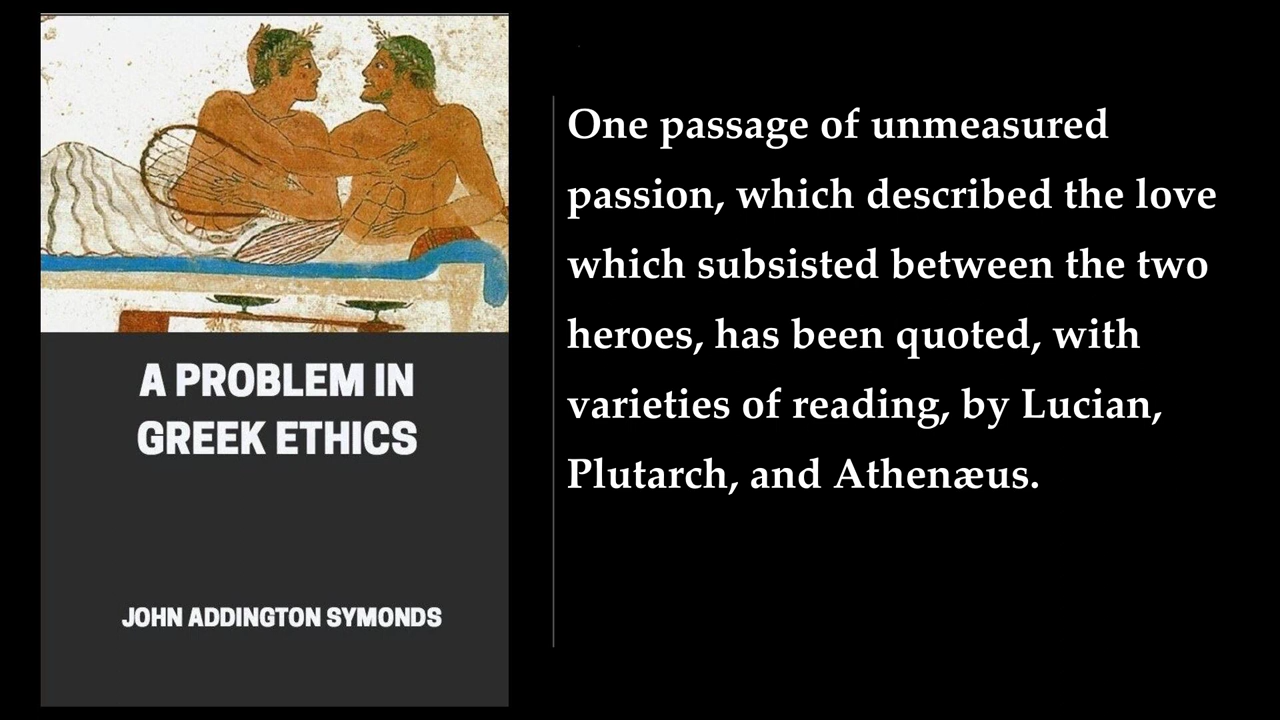 A PROBLEM IN
GREEK ETHICS
JOHN ADDINGTON SYMONDS
One passage of unmeasured
passion, which described the love
which subsisted between the two
heroes, has been quoted, with
varieties of reading, by Lucian,
Plutarch, and Athenæus.